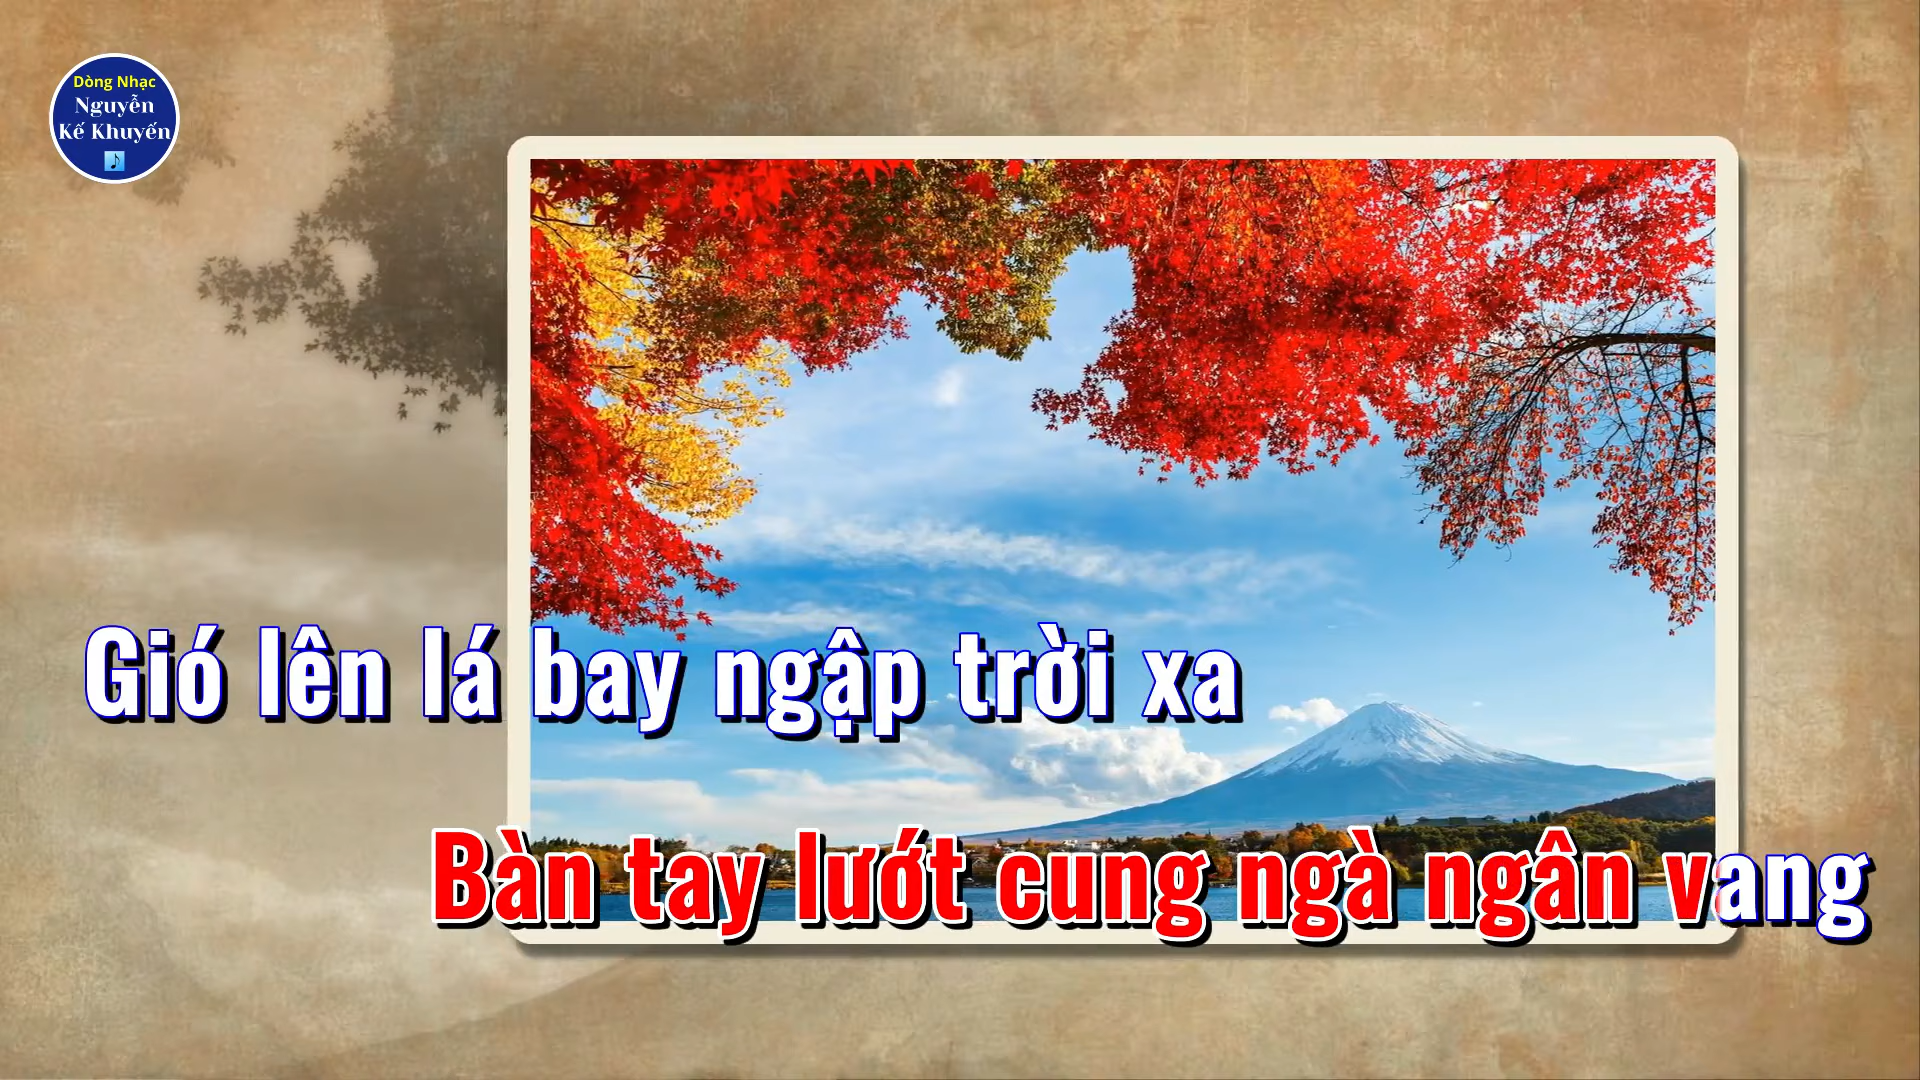 Dòng Nhạc
Nguyễn
Kế Khuyến
Gió lên lá bay ngập trời xa
Bàn tay lướt cung ngà ngân vang